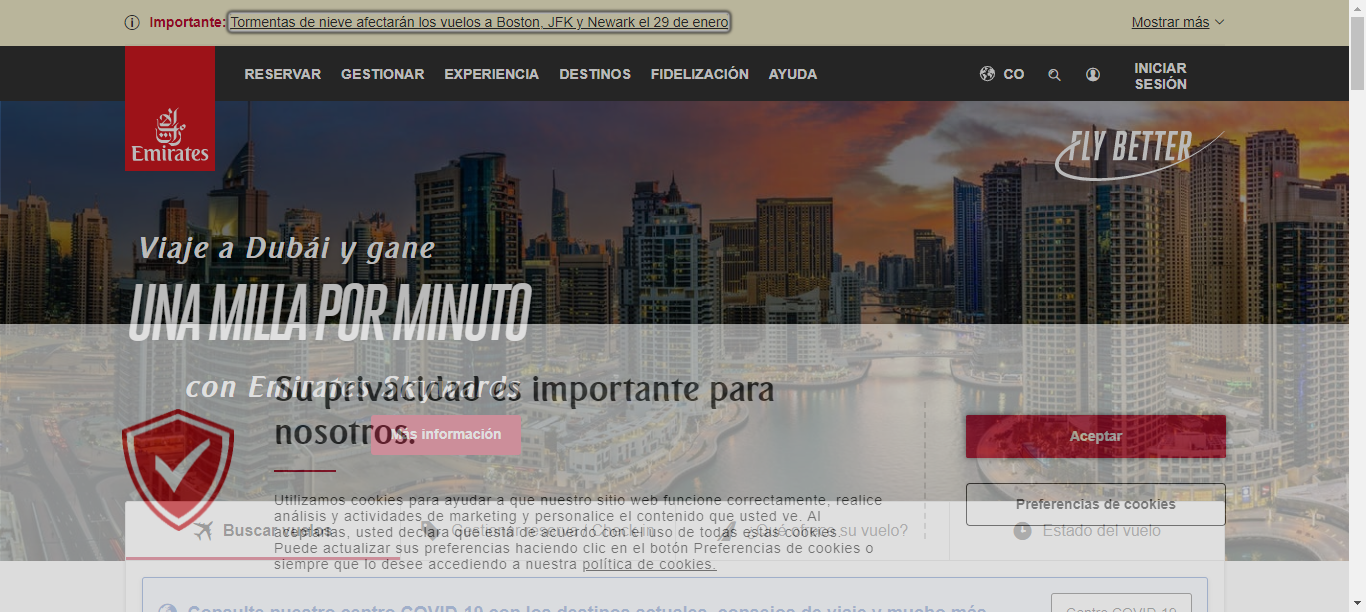 Importante: Tormentas de nieve afectarán los vuelos a Boston, JFK y Newark el 29 de enero
Mostrar más
Emirates
RESERVAR GESTIONAR EXPERIENCIA DESTINOS FIDELIZACIÓN AYUDA
CO
INICIAR
SESIÓN
FLY BETTER
Viaje a Dubái y gane
UNA MILLA POR MINUTO
con Emirates Skywards
Más información
Su privacidad es importante para
nosotros.
Utilizamos cookies para ayudar a que nuestro sitio web funcione correctamente, realice
análisis y actividades de marketing y personalice el contenido que usted ve. Al
aceptarlas, usted declara que está de acuerdo con el uso de todas estas cookies.
Puede actualizar sus preferencias haciendo clic en el botón Preferencias de cookies o
siempre que lo desee accediendo a nuestra política de cookies.
Aceptar
Preferencias de cookies
Buscar vuelos
Gestionar reserva / Check-in
¿Qué ofrece su vuelo?
Estado del vuelo
Consulte nuestro centro COVID-19 con los destinos actuales, consejos de viaje y mucho más
Centro COVID-19